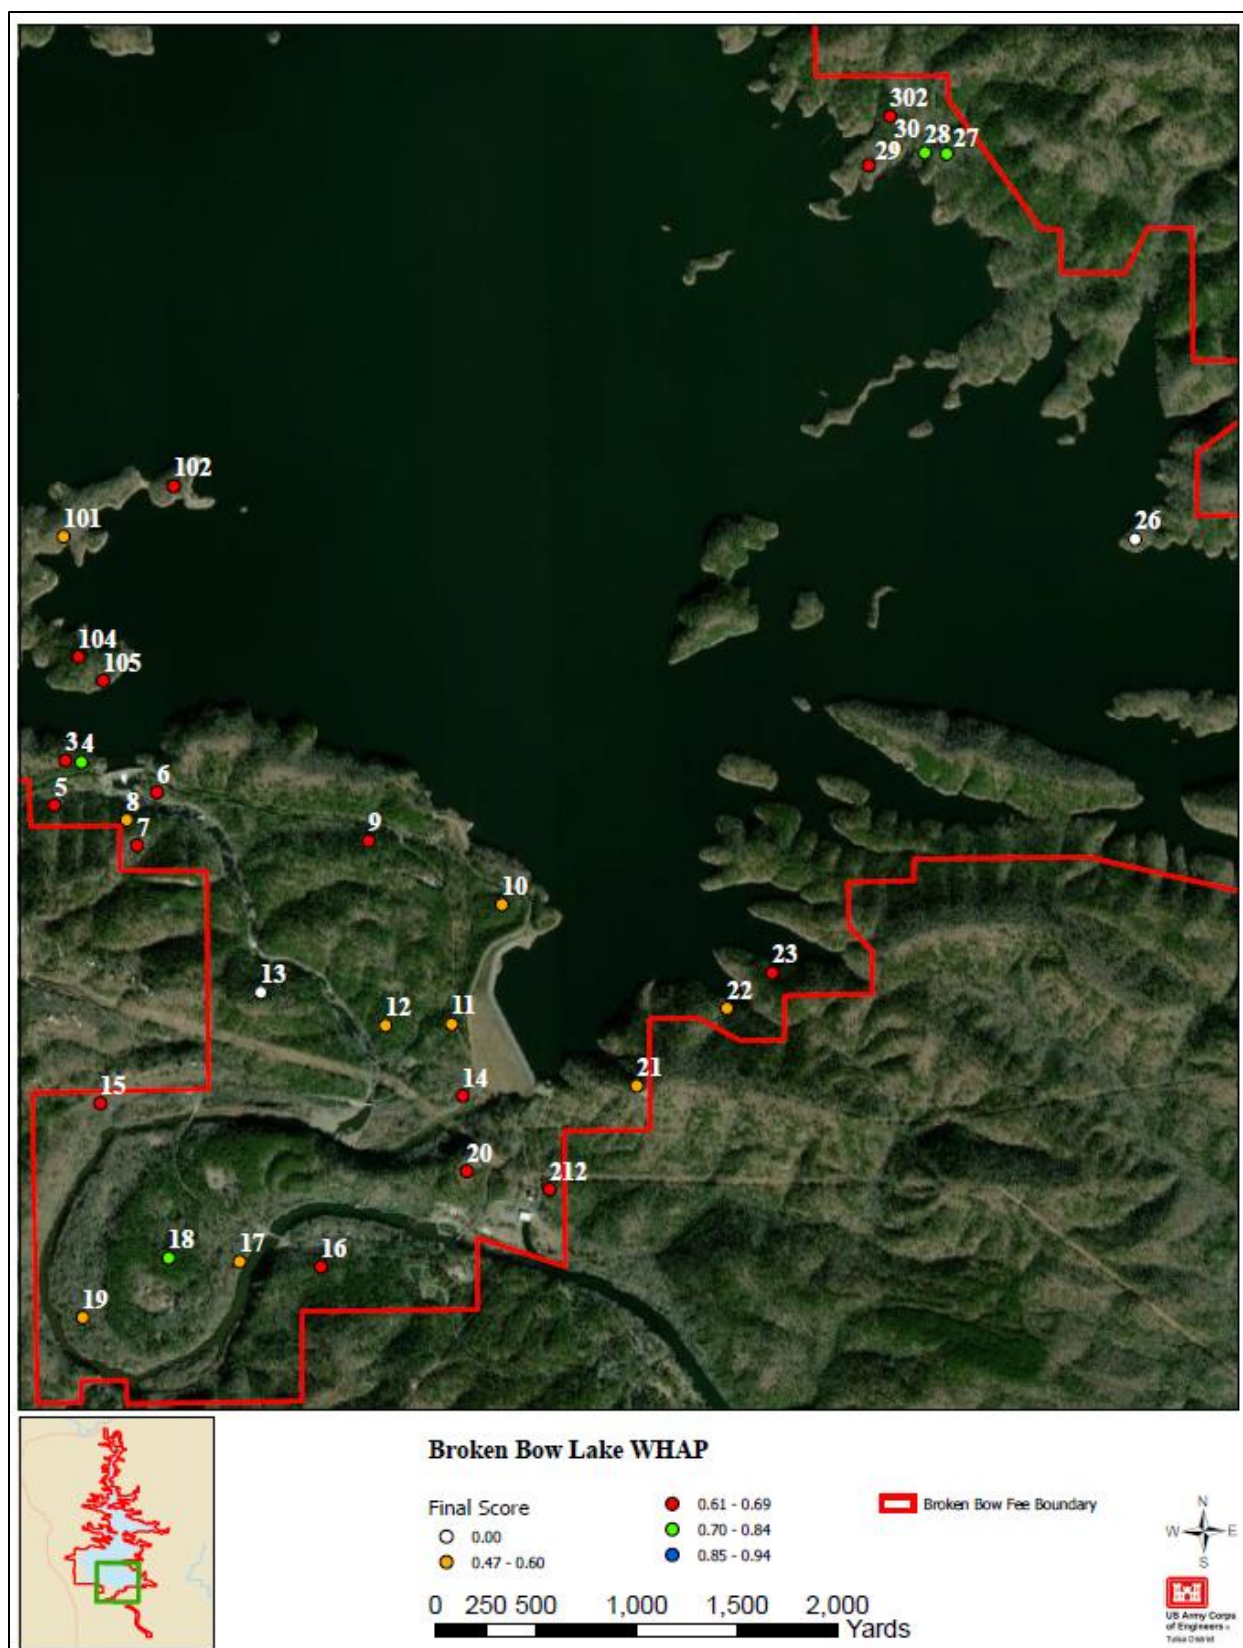 302
30 28 27
29
102
101
26
104
105
3 4
6
5
8
7
9
10
23
13
22
12 11
21
14
15
20
212
18 17 16
19
Broken Bow Lake WHAP
Final Score
0.00
0.47 - 0.60
0.61 - 0.69
0.70 - 0.84
0.85 - 0.94
Broken Bow Fee Boundary
N
W E
S
0 250 500 1,000 1,500 2,000
Yards
US Army Corps
of Engineers
Tulsa District